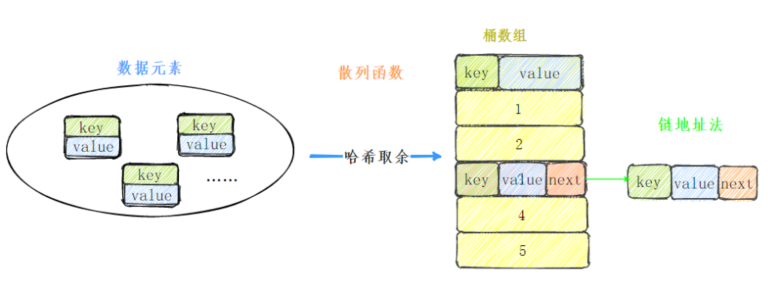 数据元素
key
value
key
value
key
value
......
散列函数
哈希取余
桶数组
key value
1
2
key value next
4
5
链地址法
key value next